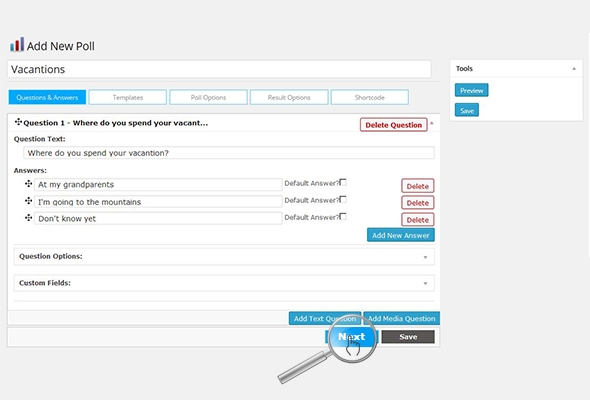 Add New Poll
Vacantions
Questions & Answers Templates Poll Options Result Options Shortcode
Tools
Preview
Save
Question 1 - Where do you spend your vacant... Delete Question
Question Text:
Where do you spend your vacantion?
Answers:
At my grandparents Default Answer? Delete
I'm going to the mountains Default Answer? Delete
Don't know yet Default Answer? Delete
Add New Answer
Question Options:
Custom Fields:
Add Text Question Add Media Question
Next Save